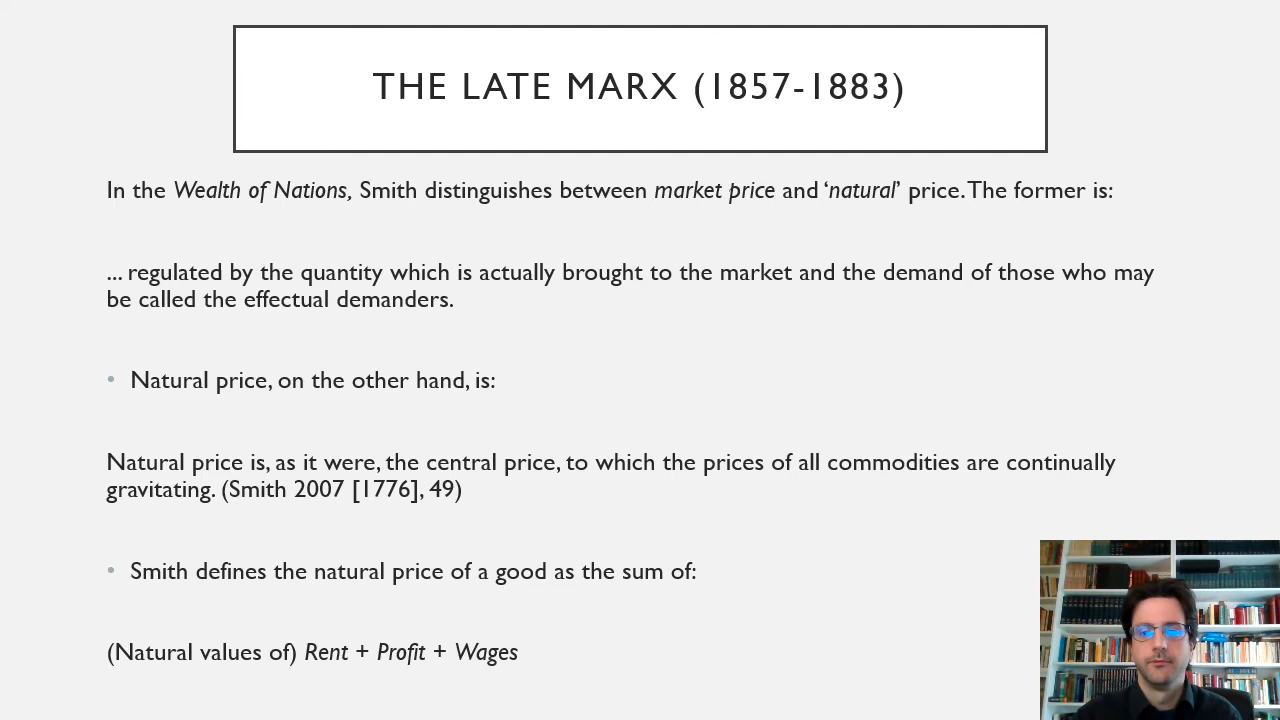 THE LATE MARX (1857-1883)
In the Wealth of Nations, Smith distinguishes between market price and ‘natural’ price. The former is:
... regulated by the quantity which is actually brought to the market and the demand of those who may
be called the effectual demanders.
• Natural price, on the other hand, is:
Natural price is, as it were, the central price, to which the prices of all commodities are continually
gravitating. (Smith 2007 [1776], 49)
• Smith defines the natural price of a good as the sum of:
(Natural values of) Rent + Profit + Wages